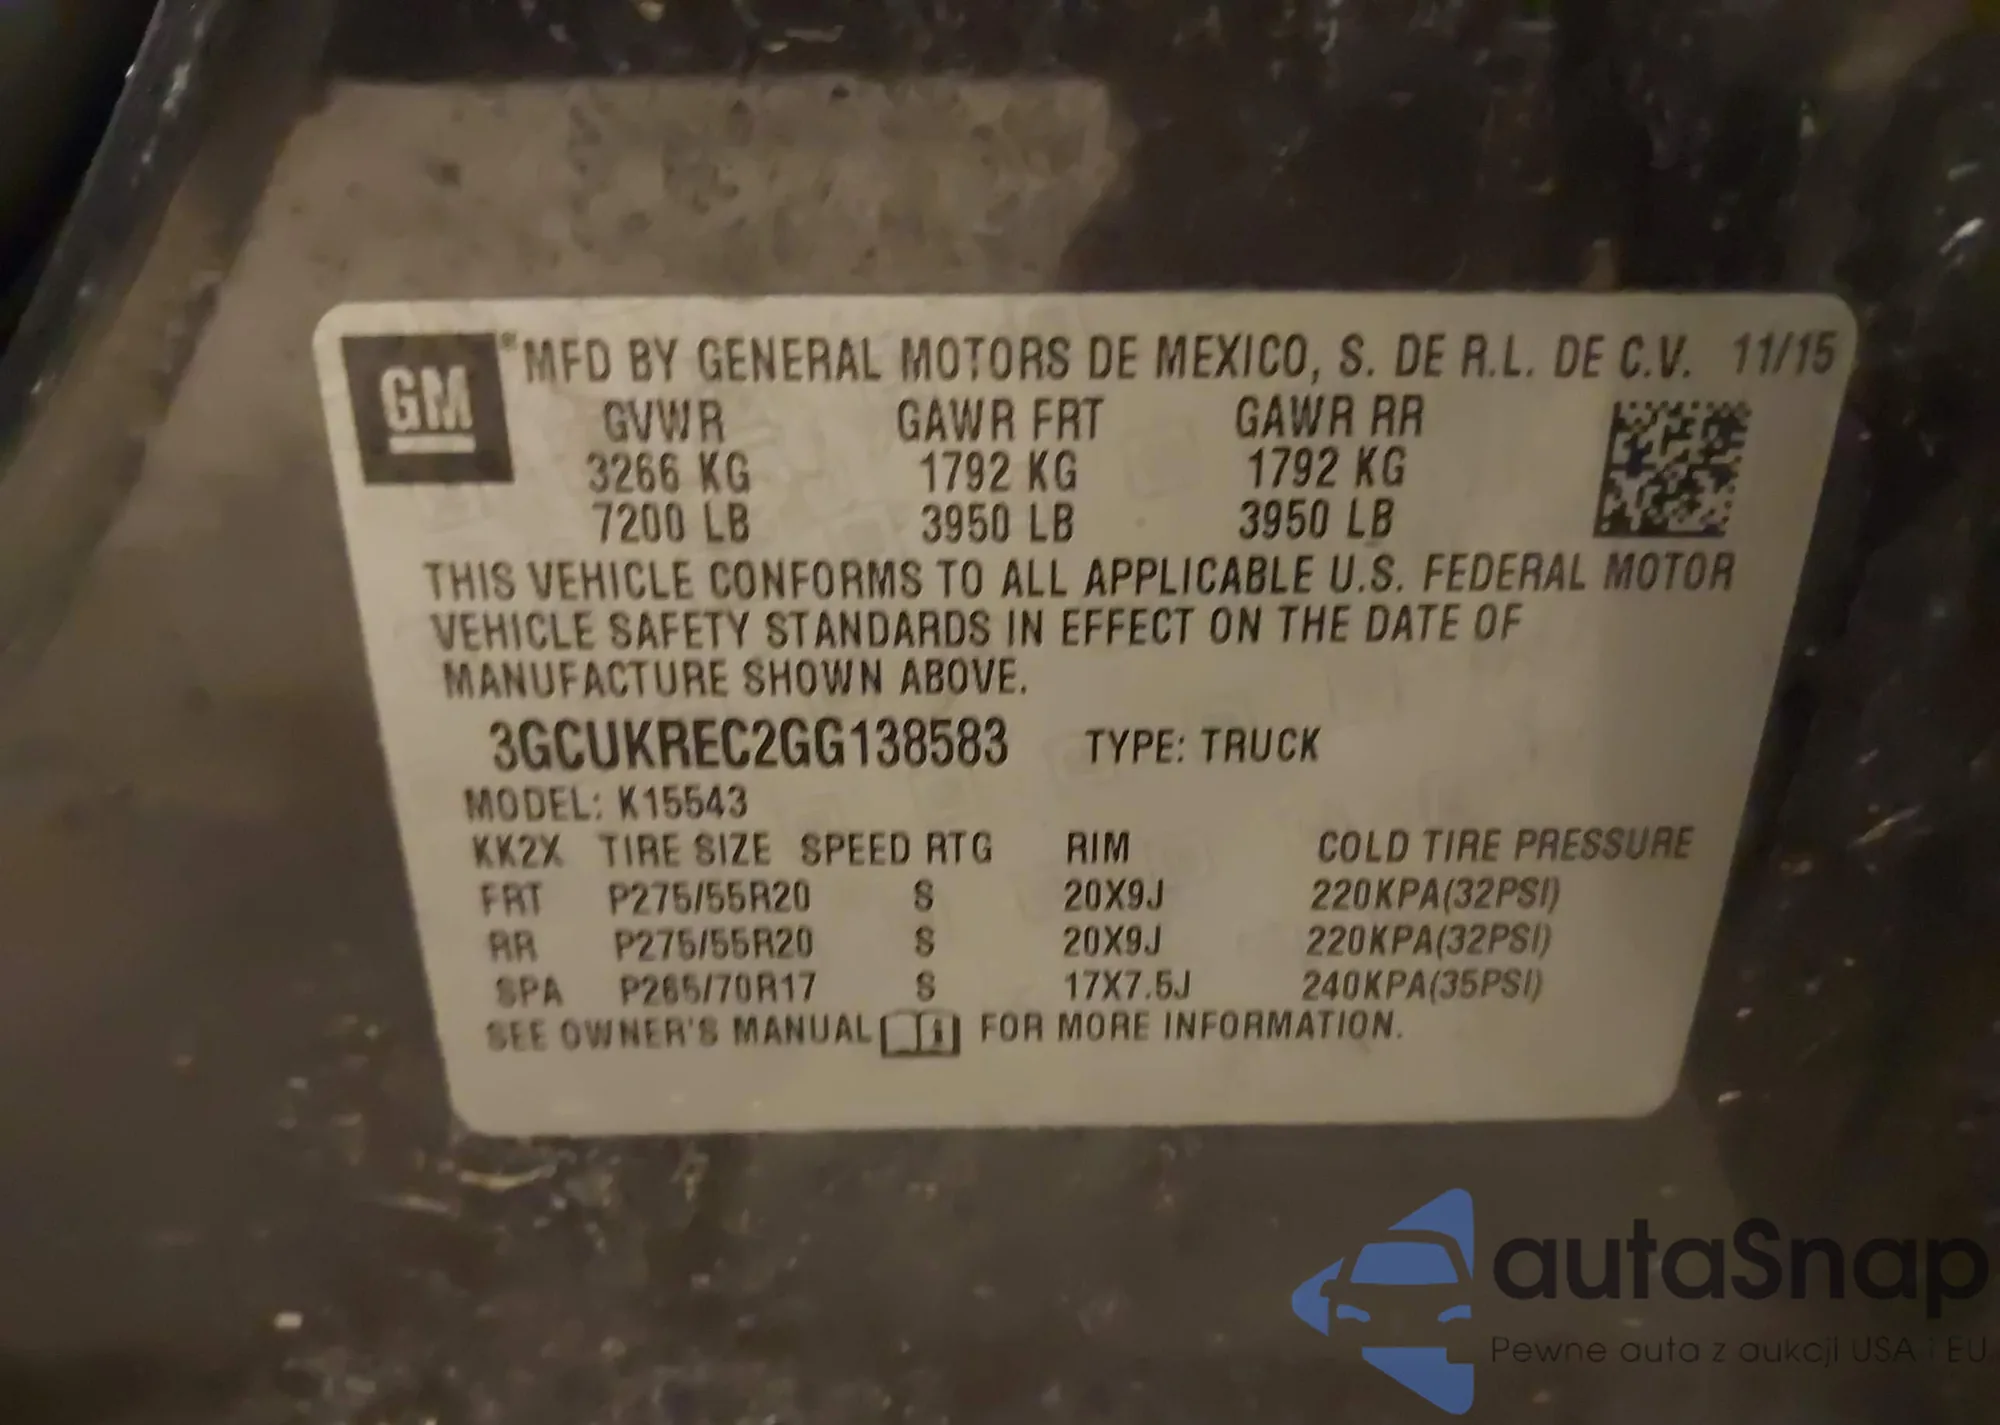 GM
®MFD BY GENERAL MOTORS DE MEXICO, S. DE R.L. DE C.V. 11/15
GVWR GAWR FRT GAWR RR
3266 KG 1792 KG 1792 KG
7200 LB 3950 LB 3950 LB
THIS VEHICLE CONFORMS TO ALL APPLICABLE U.S. FEDERAL MOTOR
VEHICLE SAFETY STANDARDS IN EFFECT ON THE DATE OF
MANUFACTURE SHOWN ABOVE.
3GCUKREC2GG138583 TYPE: TRUCK
MODEL: K15543
KK2X TIRE SIZE SPEED RTG RIM COLD TIRE PRESSURE
FRT P275/55R20 S 20X9J 220KPA(32PSI)
RR P275/55R20 S 20X9J 220KPA(32PSI)
SPA P265/70R17 S 17X7.5J 240KPA(35PSI)
SEE OWNER'S MANUAL FOR MORE INFORMATION.
autaSnap
Pewne auta z aukcji USA i EU